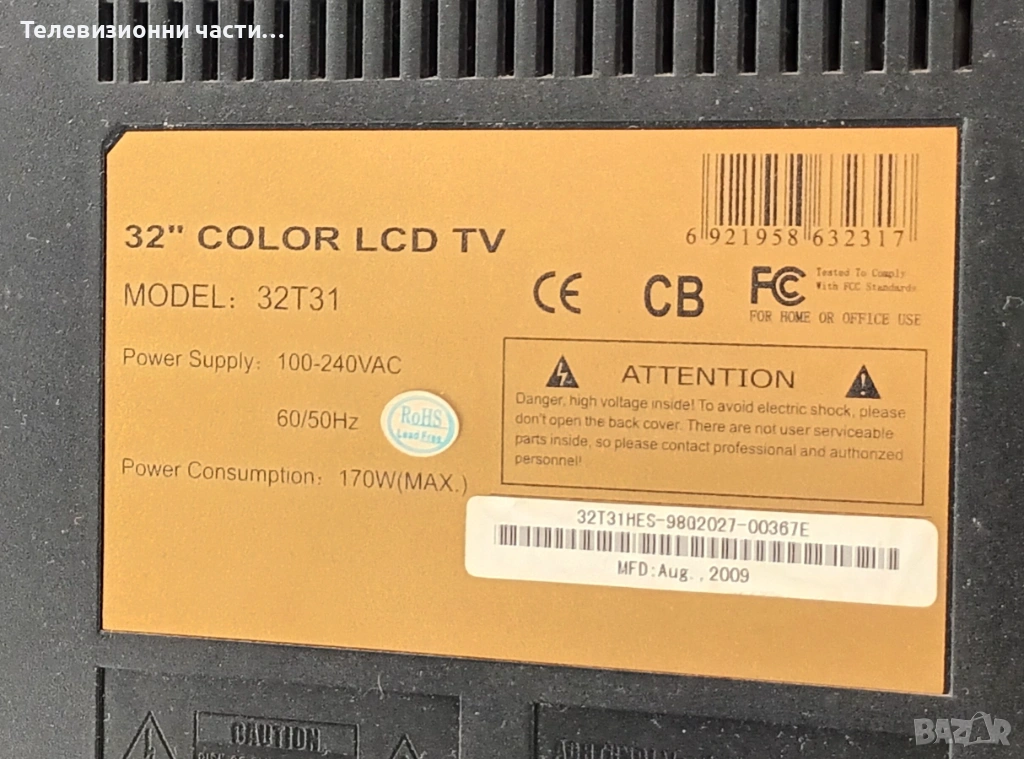 Телевизионни части...
6 921958 632317
32" COLOR LCD TV
MODEL: 32T31
CE CB FC Tested To Comply
With FCC Standards
FOR HOME OR OFFICE USE
Power Supply: 100-240VAC
60/50Hz
RoHS
Lead Free
Power Consumption: 170W(MAX.)
ATTENTION
Danger, high voltage inside! To avoid electric shock, please
don't open the back cover. There are not user serviceable
parts inside, so please contact professional and authorized
personnel!
32T31HES-9802027-00367E
MFD:Aug.,2009
CAUTION
BAZAR